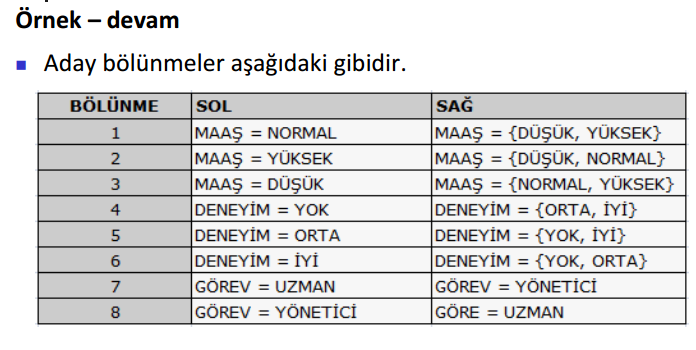 Örnek – devam
Aday bölünmeler aşağıdaki gibidir.
BÖLÜNME SOL SAĞ
1 MAAŞ = NORMAL MAAŞ = {DÜŞÜK, YÜKSEK}
2 MAAŞ = YÜKSEK MAAŞ = {DÜŞÜK, NORMAL}
3 MAAŞ = DÜŞÜK MAAŞ = {NORMAL, YÜKSEK}
4 DENEYİM = YOK DENEYİM = {ORTA, İYİ}
5 DENEYİM = ORTA DENEYİM = {YOK, İYİ}
6 DENEYİM = İYİ DENEYİM = {YOK, ORTA}
7 GÖREV = UZMAN GÖREV = YÖNETİCİ
8 GÖREV = YÖNETİCİ GÖRE = UZMAN